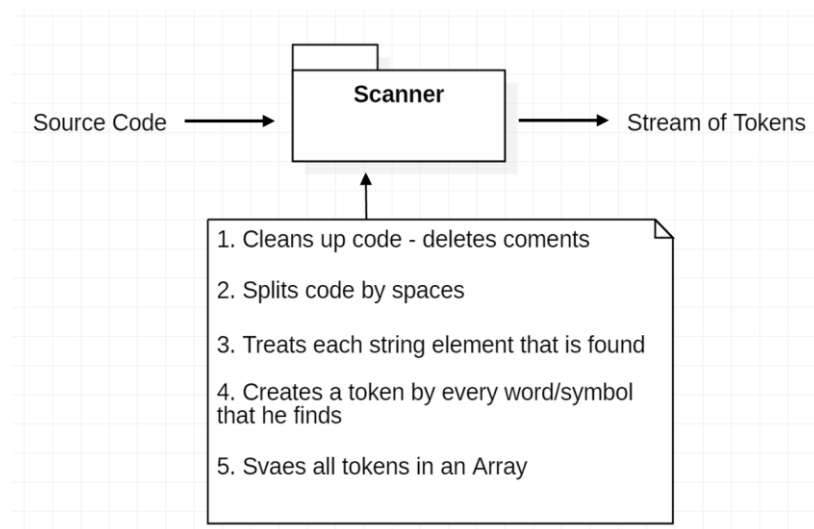 Scanner
Source Code
Stream of Tokens
1. Cleans up code - deletes coments
2. Splits code by spaces
3. Treats each string element that is found
4. Creates a token by every word/symbol
that he finds
5. Svaes all tokens in an Array